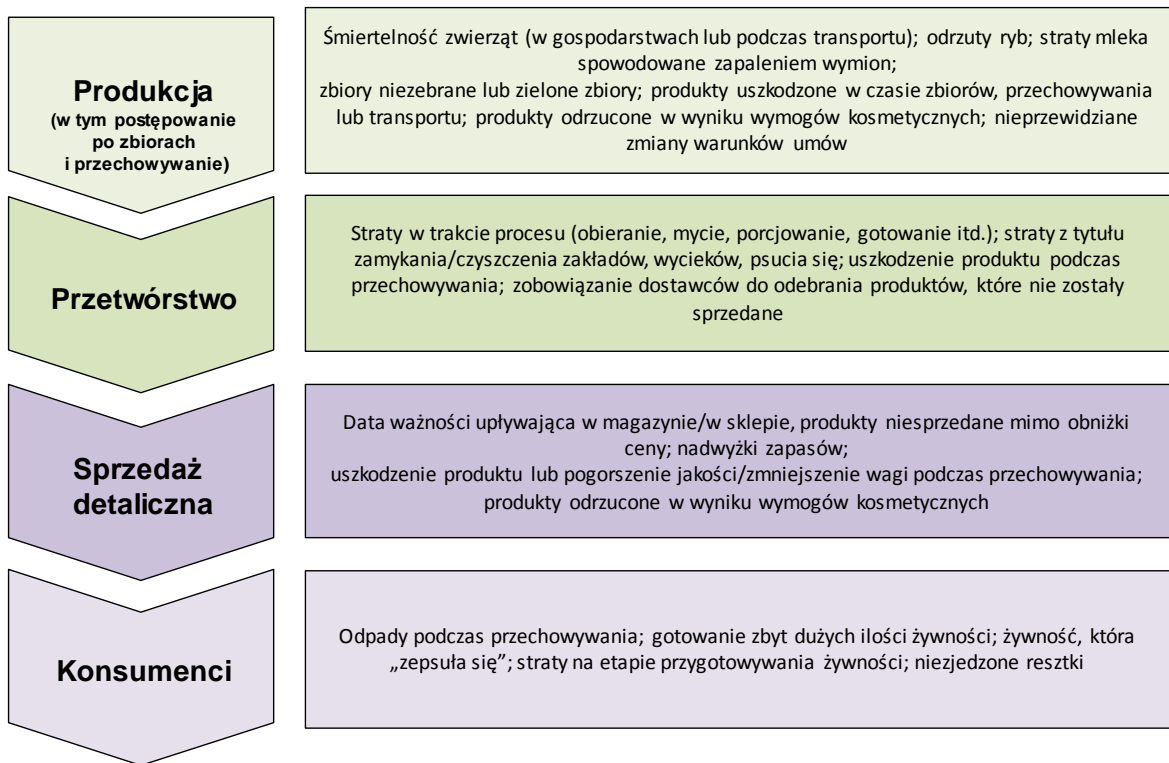 Produkcja
(w tym postępowanie
po zbiorach
i przechowywanie)
Śmiertelność zwierząt (w gospodarstwach lub podczas transportu); odrzuty ryb; straty mleka
spowodowane zapaleniem wymion;
zbiory niezebrane lub zielone zbiory; produkty uszkodzone w czasie zbiorów, przechowywania
lub transportu; produkty odrzucone w wyniku wymogów kosmetycznych; nieprzewidziane
zmiany warunków umów
Przetwórstwo
Straty w trakcie procesu (obieranie, mycie, porcjowanie, gotowanie itd.); straty z tytułu
zamykania/czyszczenia zakładów, wycieków, psucia się; uszkodzenie produktu podczas
przechowywania; zobowiązanie dostawców do odebrania produktów, które nie zostały
sprzedane
Sprzedaż
detaliczna
Data ważności upływająca w magazynie/w sklepie, produkty niesprzedane mimo obniżki
ceny; nadwyżki zapasów;
uszkodzenie produktu lub pogorszenie jakości/zmniejszenie wagi podczas przechowywania;
produkty odrzucone w wyniku wymogów kosmetycznych
Konsumenci
Odpady podczas przechowywania; gotowanie zbyt dużych ilości żywności; żywność, która
„zepsuła się”; straty na etapie przygotowywania żywności; niezjedzone resztki